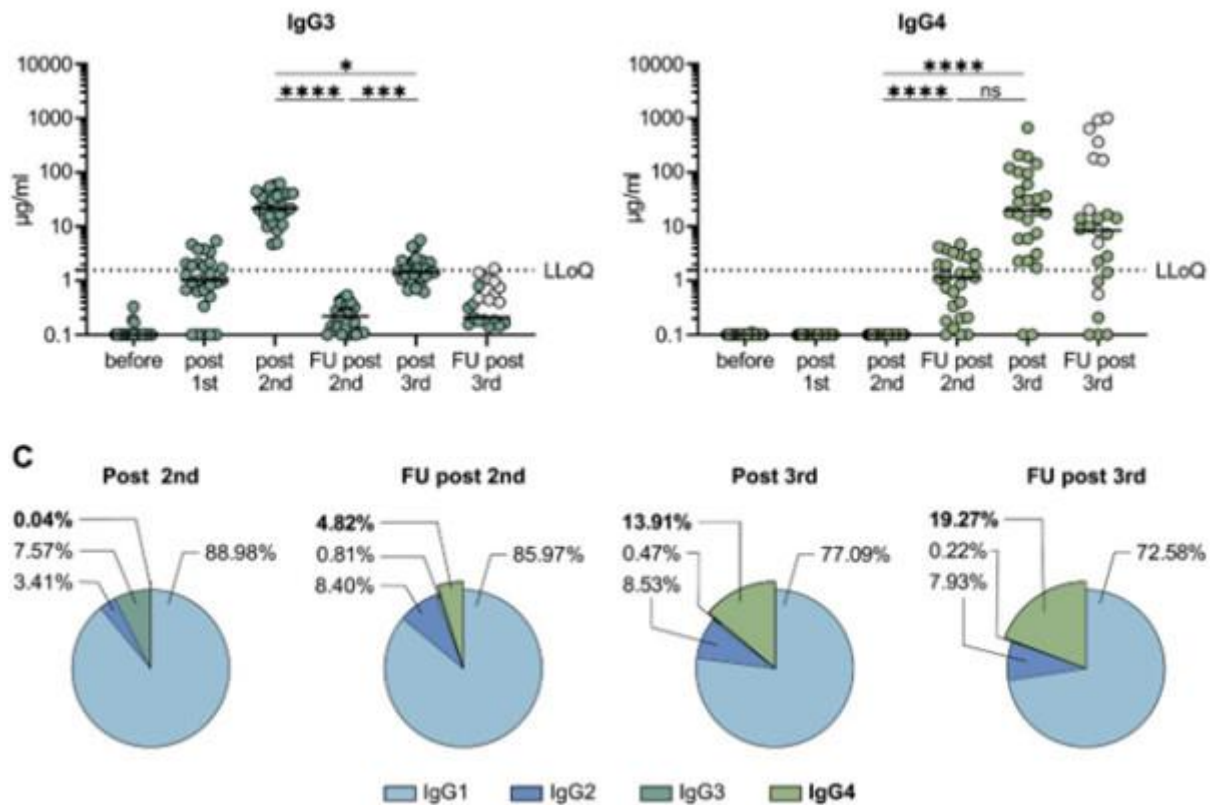 IgG3
10000
1000
100
10
1
0.1
µg/ml
*
**** ***
LLoQ
before
post 1st
post 2nd
FU post 2nd
post 3rd
FU post 3rd
IgG4
10000
1000
100
10
1
0.1
µg/ml
****
**** ns
LLoQ
before
post 1st
post 2nd
FU post 2nd
post 3rd
FU post 3rd
C
Post 2nd
0.04%
7.57%
3.41%
88.98%
FU post 2nd
4.82%
0.81%
8.40%
85.97%
Post 3rd
13.91%
0.47%
8.53%
77.09%
FU post 3rd
19.27%
0.22%
7.93%
72.58%
IgG1 IgG2 IgG3 IgG4